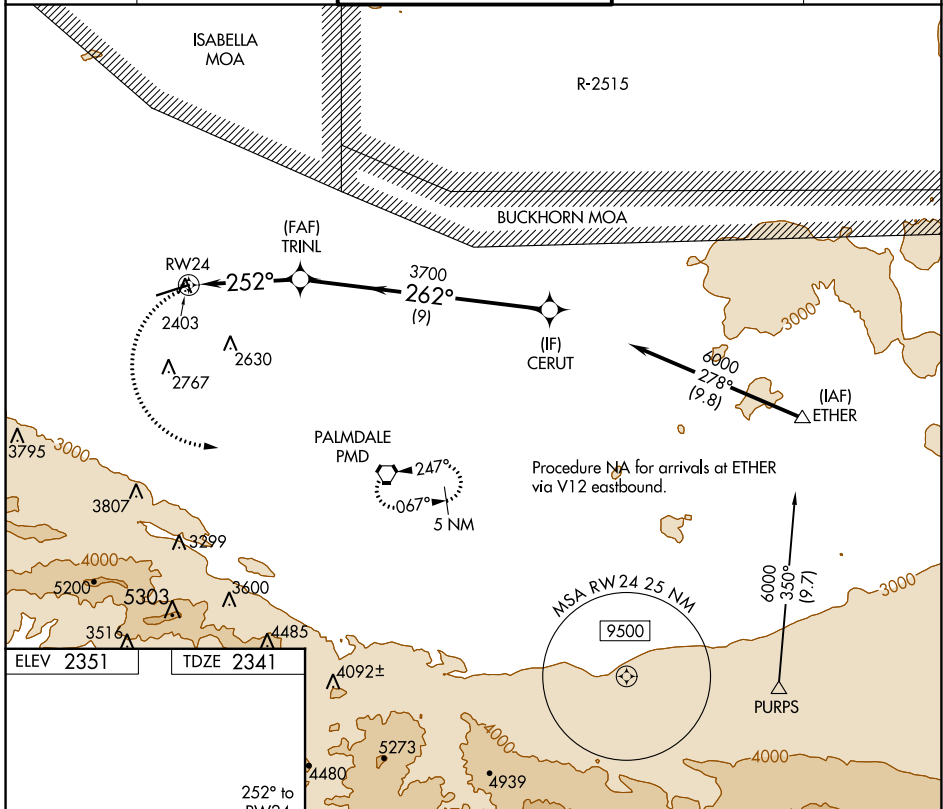 ISABELLA
MOA
R-2515
BUCKHORN MOA
(FAF)
TRINL
RW24
252°
3700
262°
(9)
2403
(IF)
CERUT
2630
2767
3000
6000
278°
(9.8)
(IAF)
ETHER
3795
3000
PALMDALE
PMD
247°
067°
5 NM
Procedure NA for arrivals at ETHER
via V12 eastbound.
3807
3299
4000
5200
5303
3600
3516
4485
MSA RW 24 25 NM
9500
6000
350°
(9.7)
3000
PURPS
ELEV 2351
TDZE 2341
4092±
4000
5273
4480
4939
4000
252° to
RW24